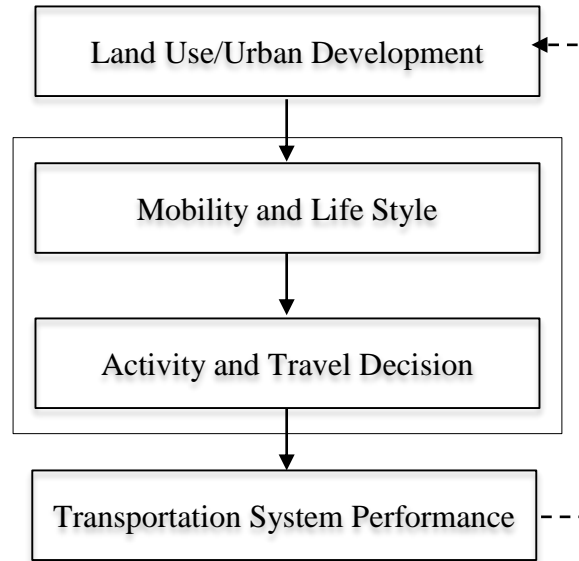 Land Use/Urban Development
Mobility and Life Style
Activity and Travel Decision
Transportation System Performance